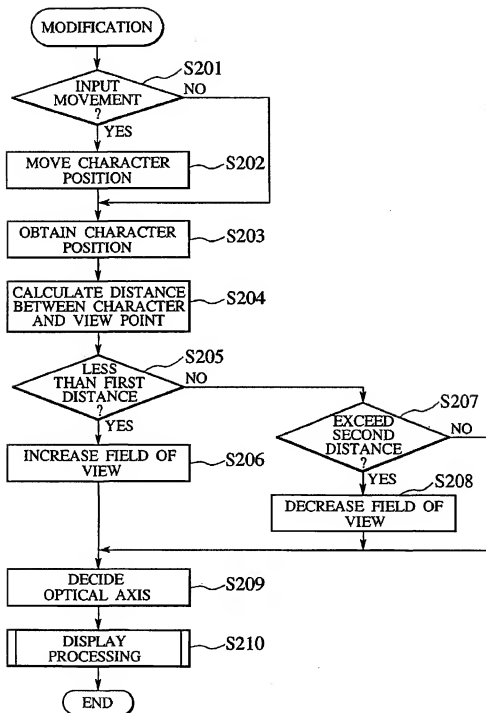 MODIFICATION
S201
INPUT
MOVEMENT
?
NO
YES
MOVE CHARACTER
POSITION
S202
OBTAIN CHARACTER
POSITION
S203
CALCULATE DISTANCE
BETWEEN CHARACTER
AND VIEW POINT
S204
S205
LESS
THAN FIRST
DISTANCE
?
NO
YES
S207
EXCEED
SECOND
DISTANCE
?
NO
YES
INCREASE FIELD OF
VIEW
S206
S208
DECREASE FIELD OF
VIEW
DECIDE
OPTICAL AXIS
S209
DISPLAY
PROCESSING
S210
END